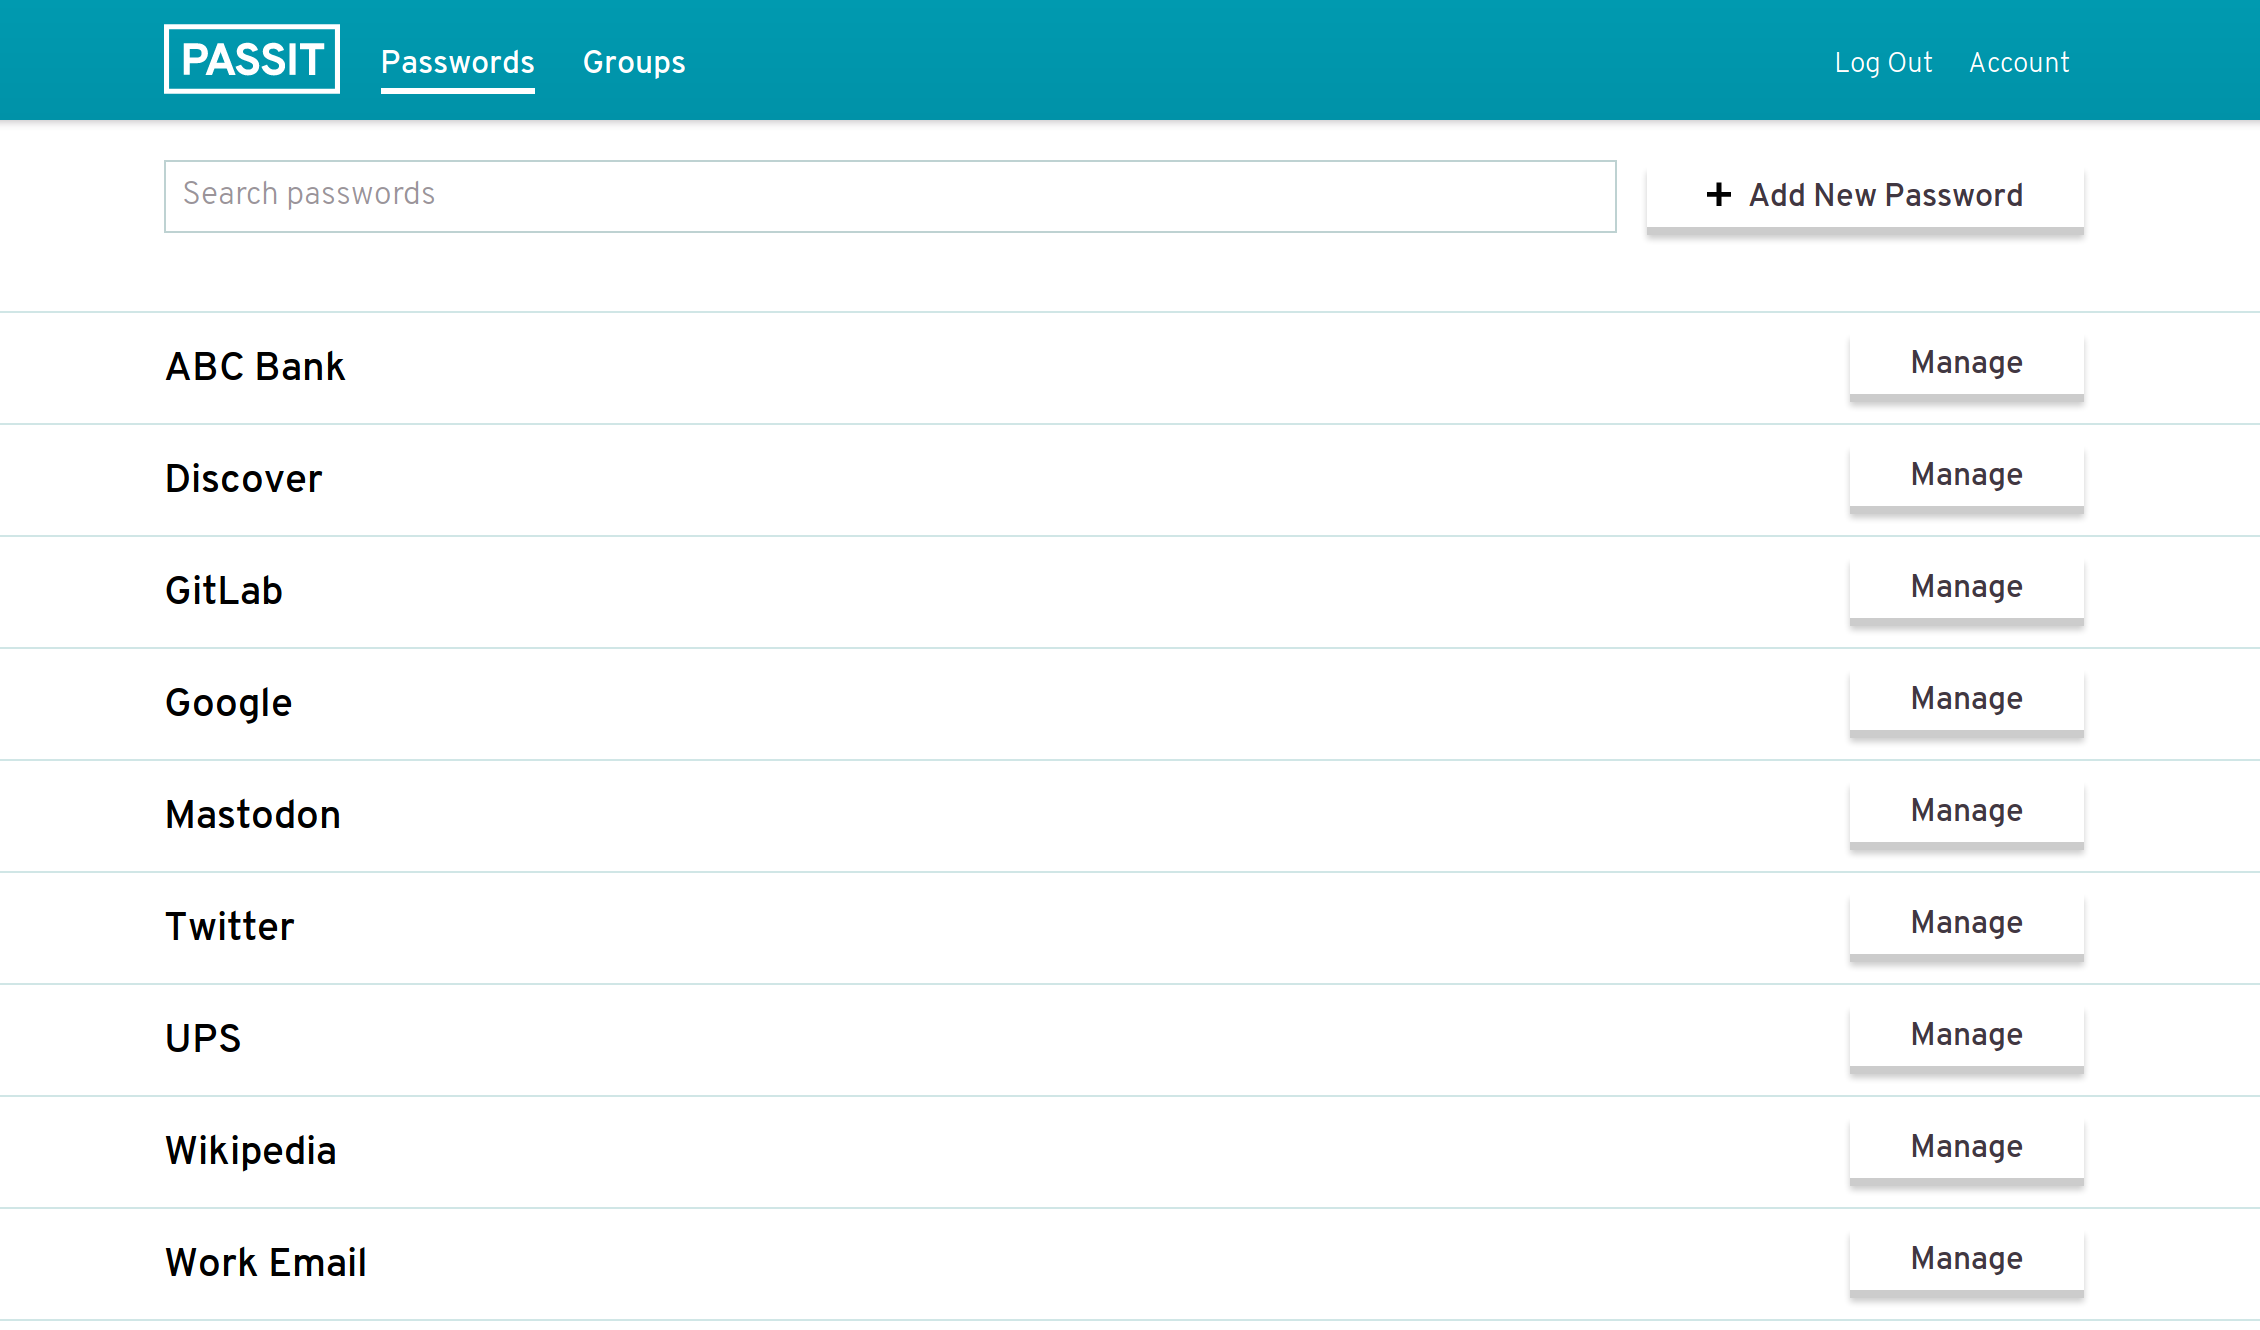 PASSIT Passwords Groups Log Out Account
Search passwords + Add New Password
ABC Bank Manage
Discover Manage
GitLab Manage
Google Manage
Mastodon Manage
Twitter Manage
UPS Manage
Wikipedia Manage
Work Email Manage